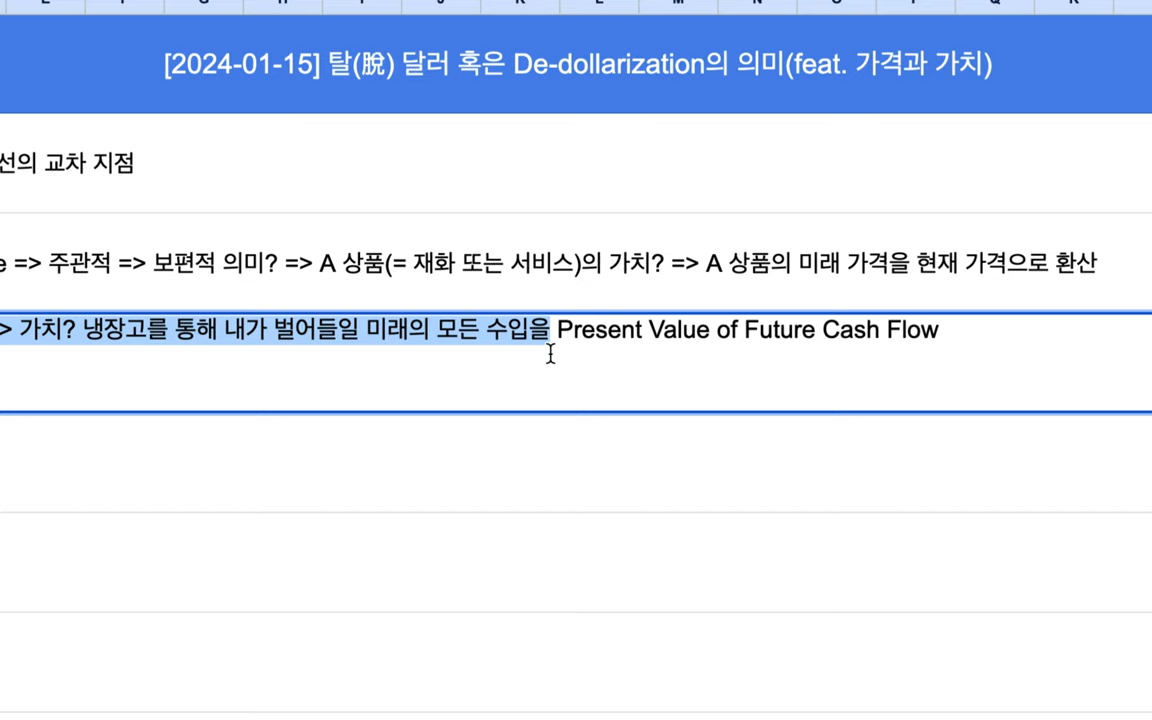 [2024-01-15] 탈(脫) 달러 혹은 De-dollarization의 의미(feat. 가격과 가치)
선의 교차 지점
e => 주관적 => 보편적 의미? => A 상품(= 재화 또는 서비스)의 가치? => A 상품의 미래 가격을 현재 가격으로 환산
> 가치? 냉장고를 통해 내가 벌어들일 미래의 모든 수입을 Present Value of Future Cash Flow